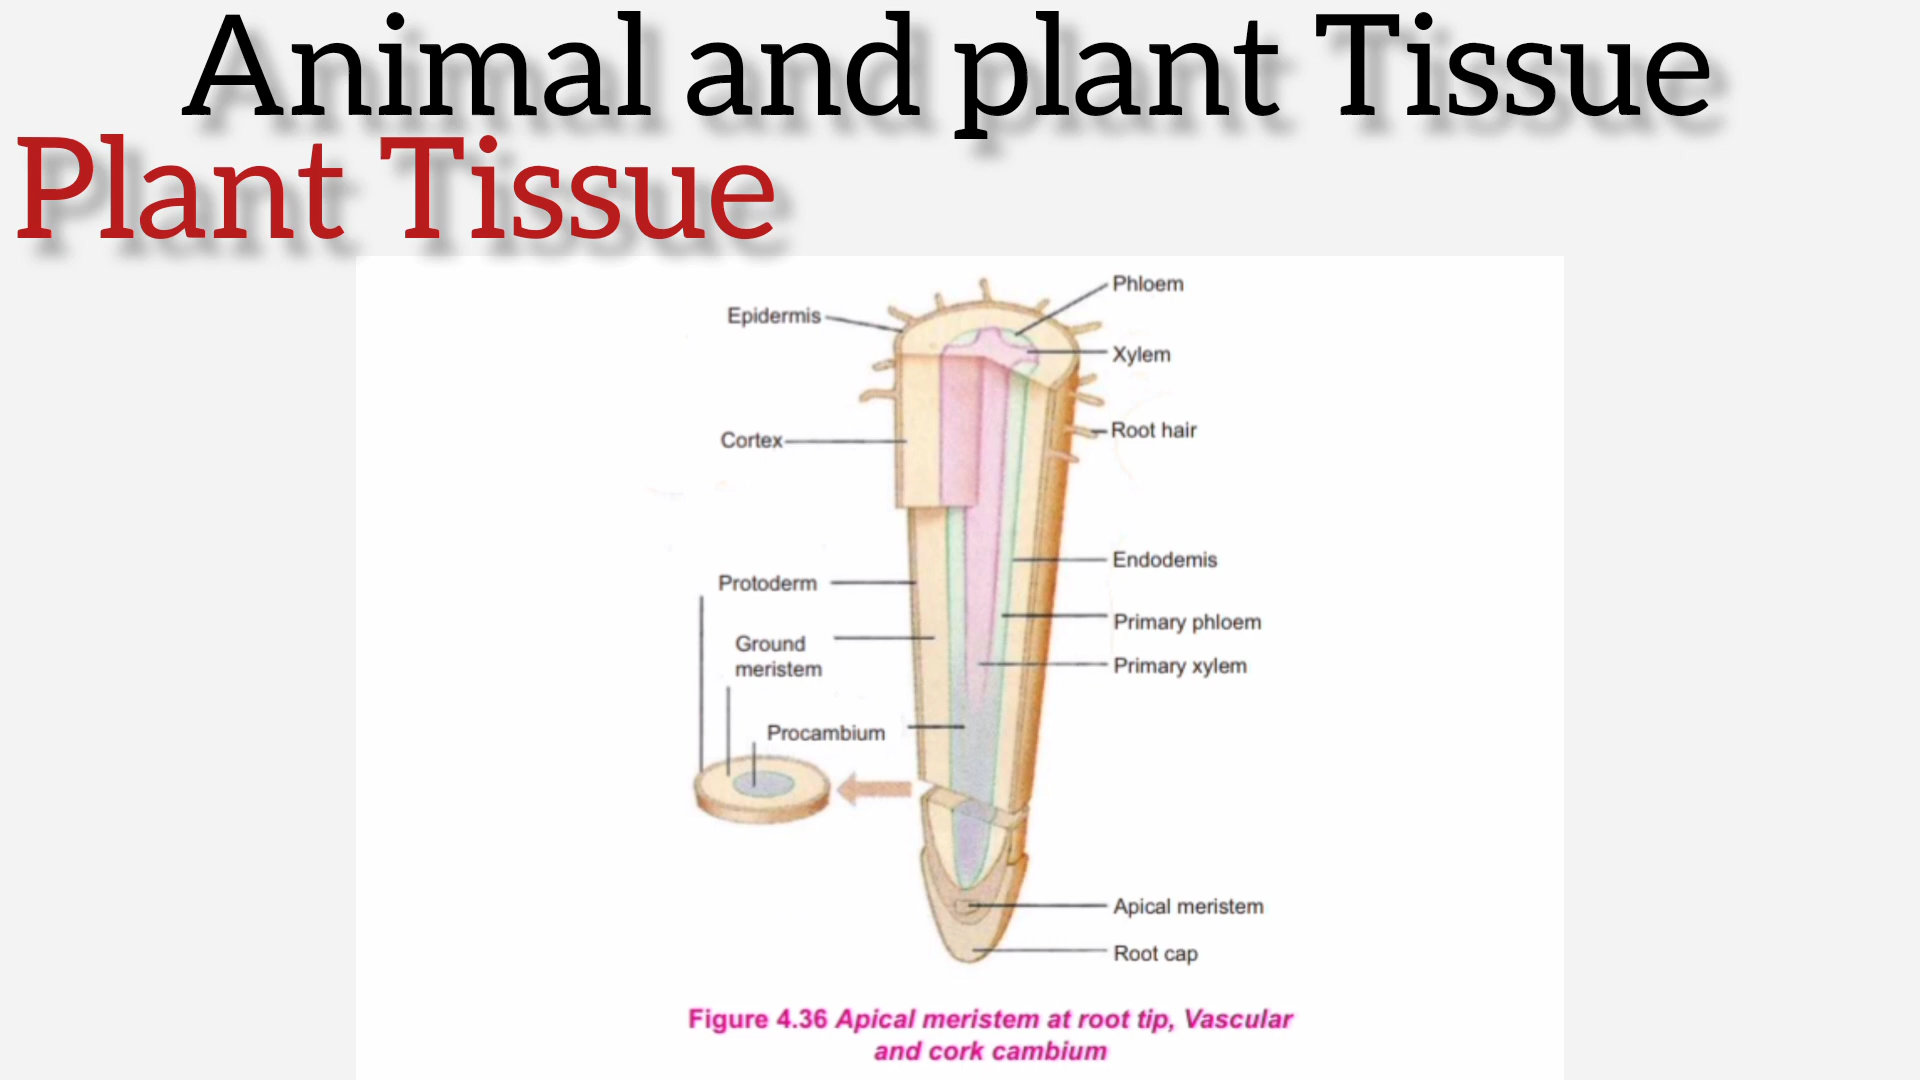 Animal and plant Tissue
Plant Tissue
Phloem
Epidermis
Xylem
Root hair
Cortex
Endodemis
Protoderm
Primary phloem
Ground
meristem
Primary xylem
Procambium
Apical meristem
Root cap
Figure 4.36 Apical meristem at root tip, Vascular
and cork cambium